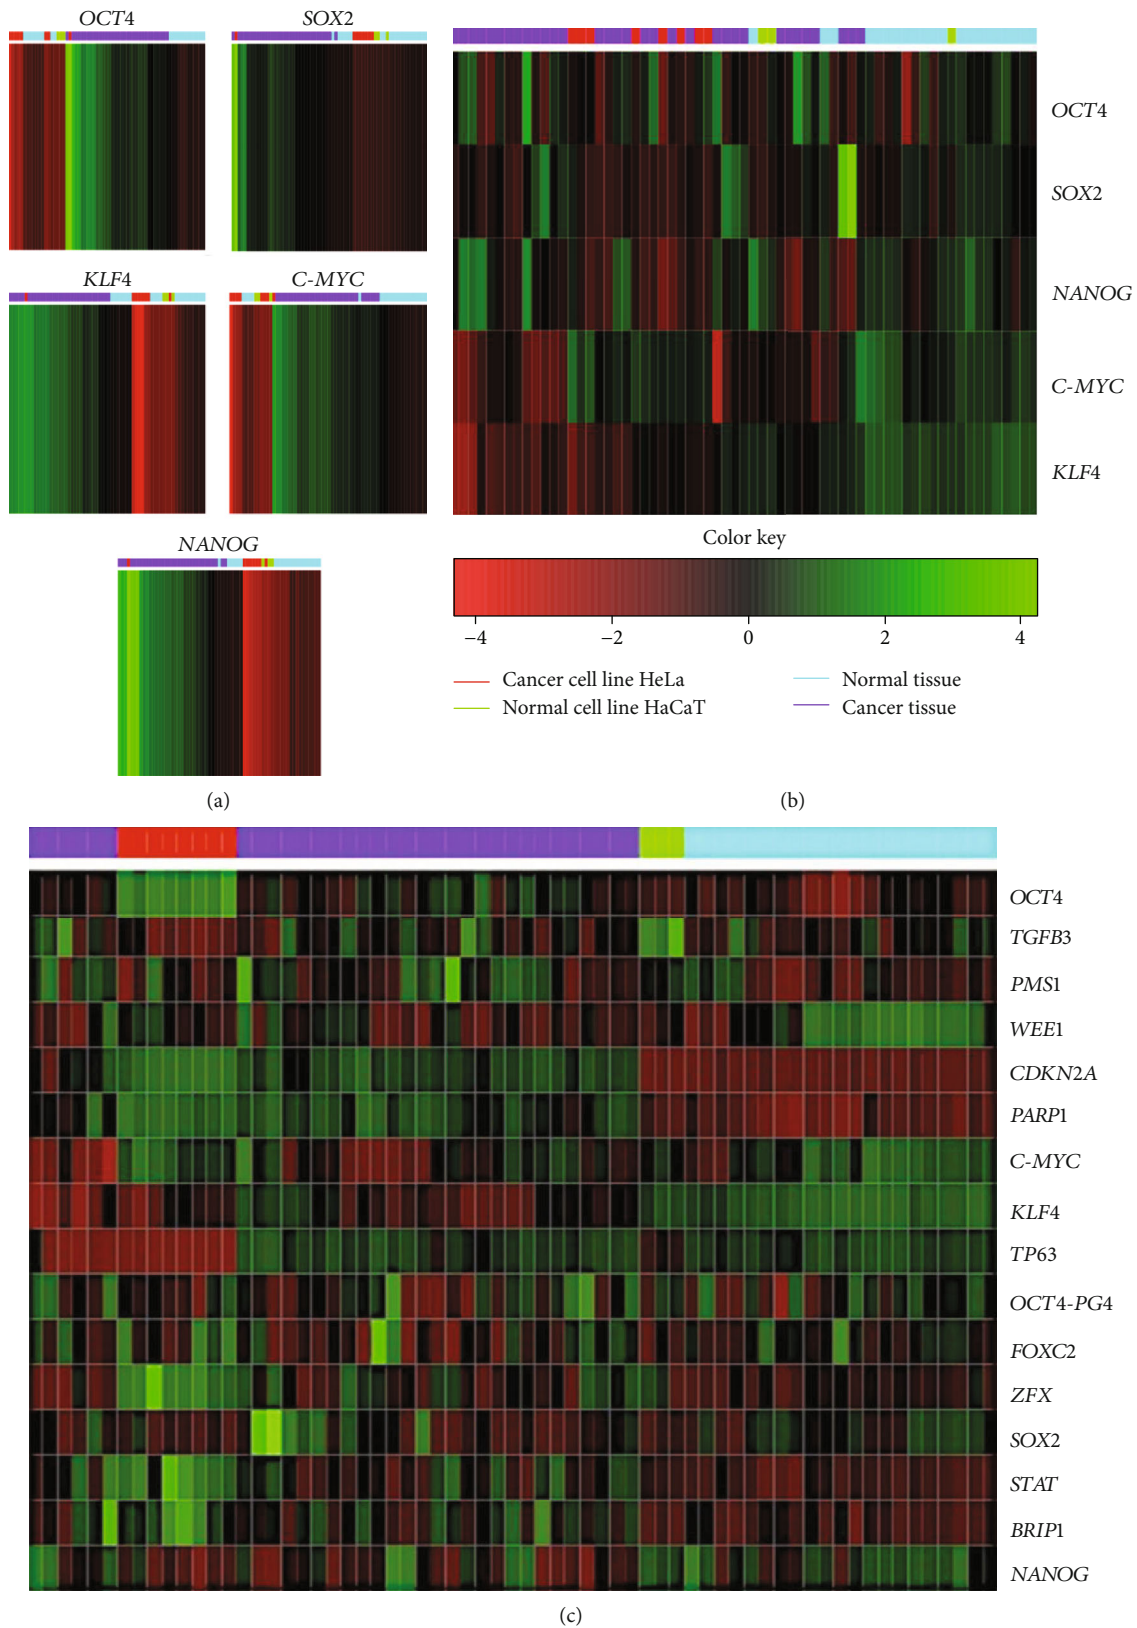 OCT4
SOX2
KLF4
C-MYC
NANOG
(a)
OCT4
SOX2
NANOG
C-MYC
KLF4
Color key
−4 −2 0 2 4
Cancer cell line HeLa
Normal cell line HaCaT
Normal tissue
Cancer tissue
(b)
OCT4
TGFB3
PMS1
WEE1
CDKN2A
PARP1
C-MYC
KLF4
TP63
OCT4-PG4
FOXC2
ZFX
SOX2
STAT
BRIP1
NANOG
(c)